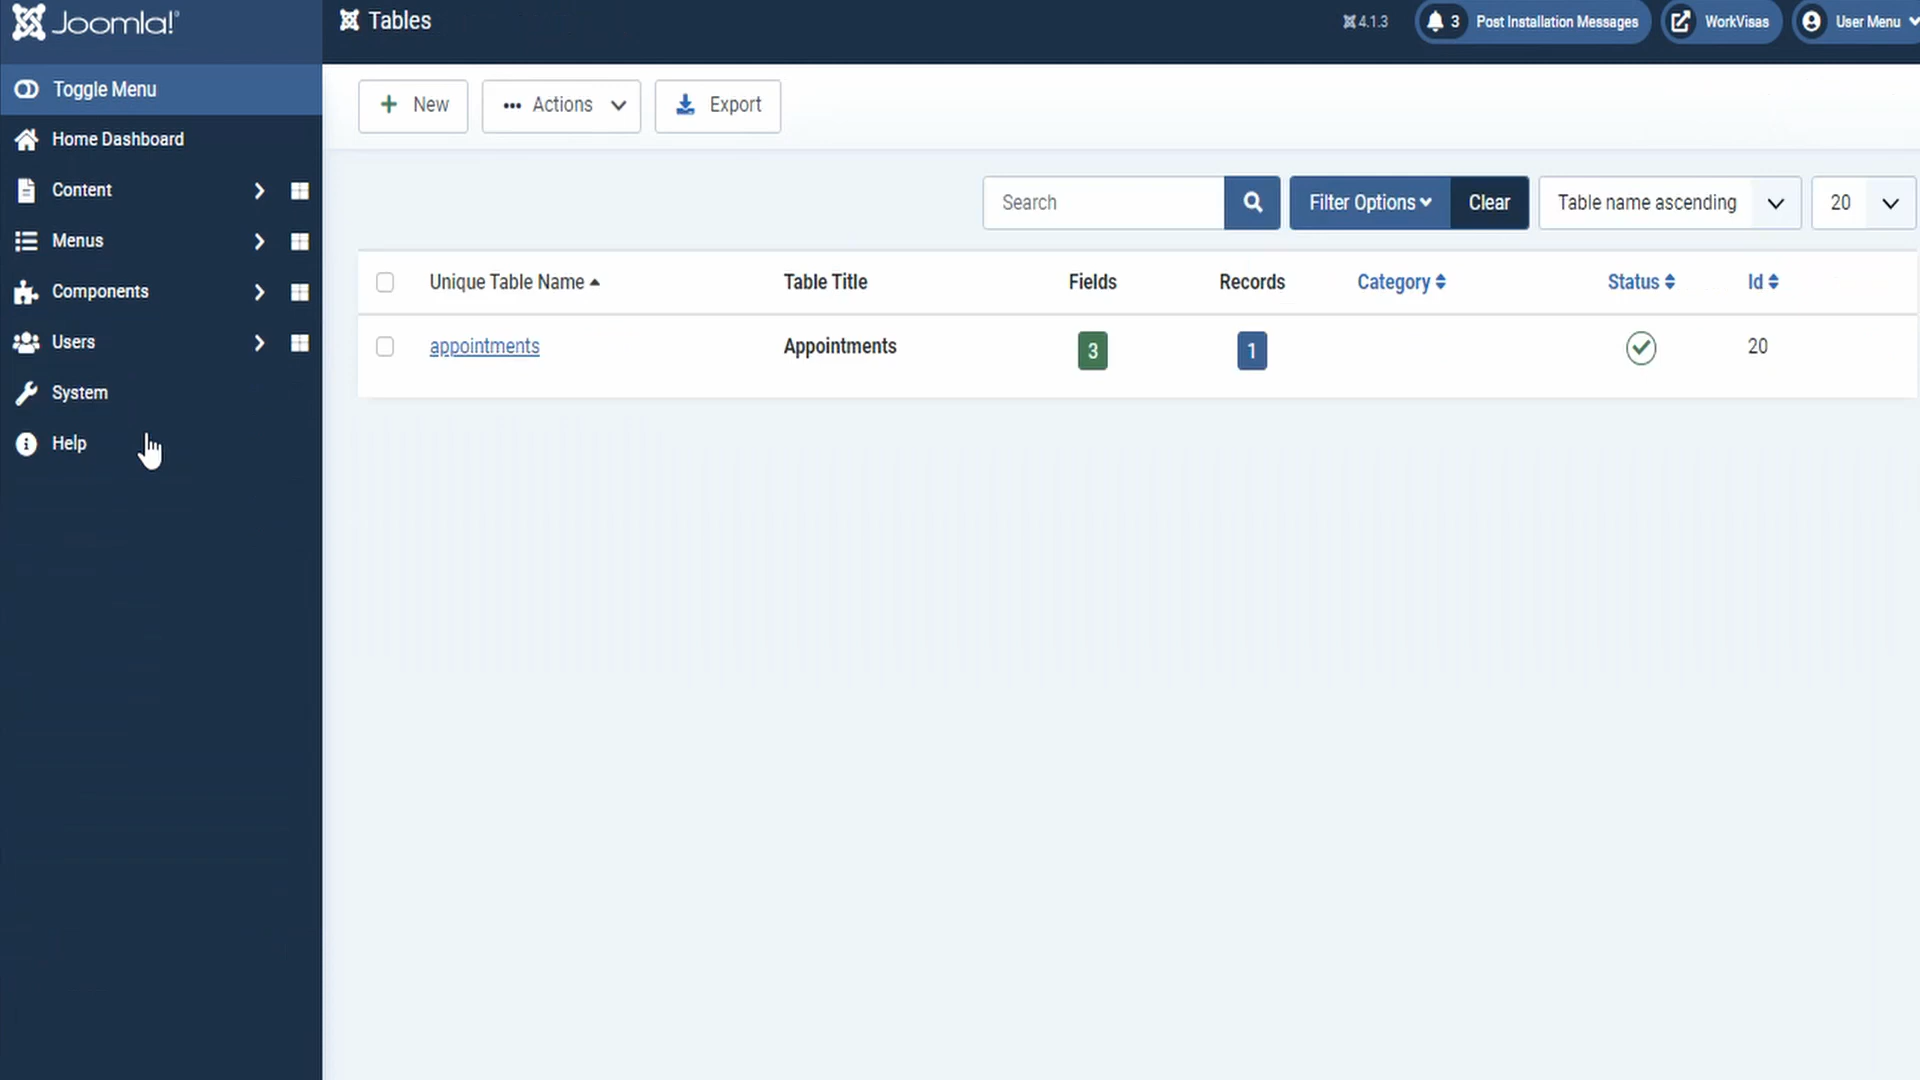 Joomla!®
Tables
4.1.3
3 Post Installation Messages
WorkVisas
User Menu
Toggle Menu
Home Dashboard
Content
Menus
Components
Users
System
Help
New
Actions
Export
Search
Filter Options
Clear
Table name ascending
20
Unique Table Name Table Title Fields Records Category Status Id
appointments Appointments 3 1 20